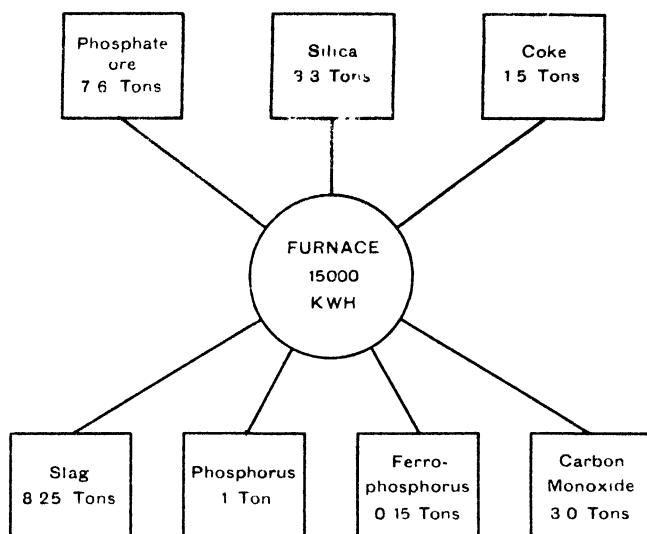 Phosphate
ore
7 6 Tons
Silica
3 3 Tons
Coke
1 5 Tons
FURNACE
15000
KWH
Slag
8 25 Tons
Phosphorus
1 Ton
Ferro-
phosphorus
0 15 Tons
Carbon
Monoxide
3 0 Tons